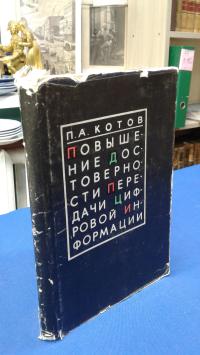 П.А.КОТОВ
ПОВЫШЕ-
НИЕ ДОС-
ТОВЕРНО-
СТИ ПЕРЕ-
ДАЧИ ЦИФ-
РОВОЙ ИН-
ФОРМАЦИИ